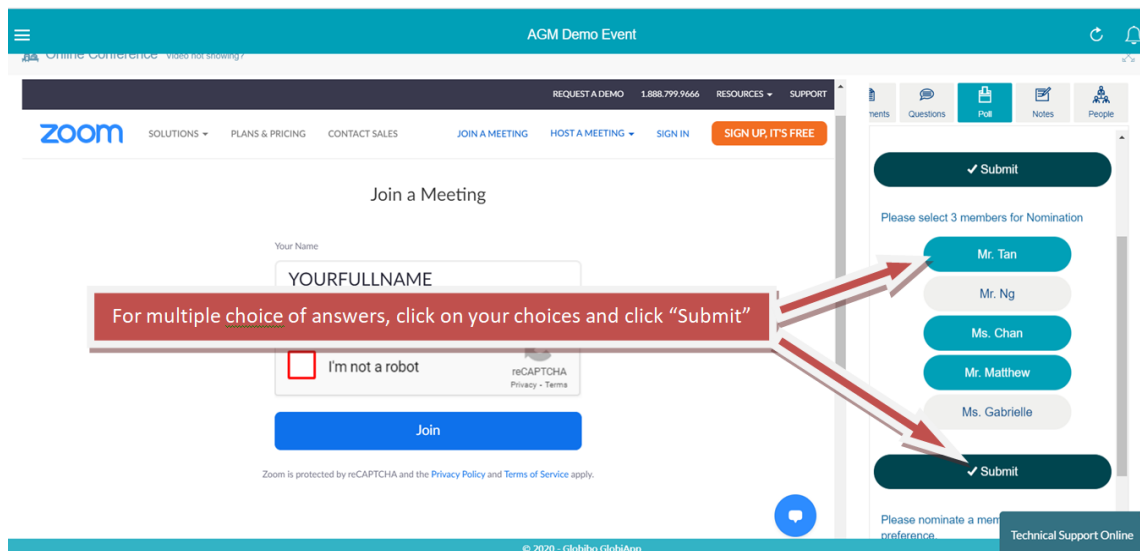 AGM Demo Event
Online Conference Video not showing?
REQUEST A DEMO 1.888.799.9666 RESOURCES SUPPORT
zoom SOLUTIONS PLANS & PRICING CONTACT SALES JOIN A MEETING HOST A MEETING SIGN IN SIGN UP, IT'S FREE
Join a Meeting
Your Name
YOURFULLNAME
For multiple choice of answers, click on your choices and click “Submit”
I'm not a robot
reCAPTCHA
Privacy - Terms
Join
Zoom is protected by reCAPTCHA and the Privacy Policy and Terms of Service apply.
Questions Poll Notes People
✓ Submit
Please select 3 members for Nomination
Mr. Tan
Mr. Ng
Ms. Chan
Mr. Matthew
Ms. Gabrielle
✓ Submit
Please nominate a
preference.
Technical Support Online
© 2020 - Globibo GlobiApp